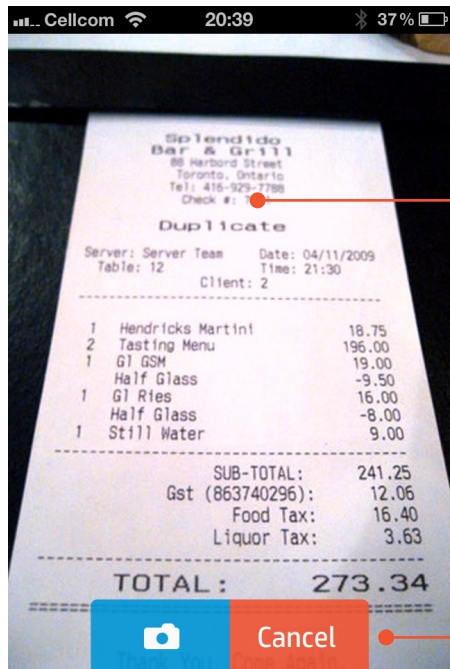 Cellcom 20:39 37%
Splendido
Bar & Grill
88 Harbord Street
Toronto, Ontario
Tel: 416-929-7788
Check #:
Duplicate
Server: Server Team Date: 04/11/2009
Table: 12 Time: 21:30
Client: 2
1 Hendricks Martini 18.75
2 Tasting Menu 196.00
1 Gl GSM 19.00
Half Glass -9.50
1 Gl Ries 16.00
Half Glass -8.00
1 Still Water 9.00
SUB-TOTAL: 241.25
Gst (863740296): 12.06
Food Tax: 16.40
Liquor Tax: 3.63
TOTAL: 273.34
Cancel
Thank You, Come Again